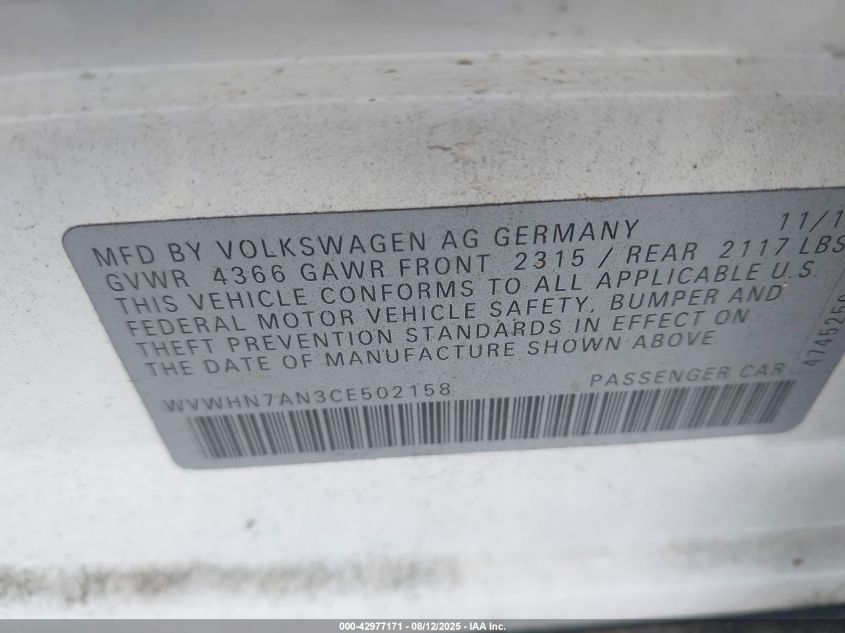 MFD BY VOLKSWAGEN AG GERMANY 11/1
GVWR 4366 GAWR FRONT 2315 / REAR 2117 LBS
THIS VEHICLE CONFORMS TO ALL APPLICABLE U.S.
FEDERAL MOTOR VEHICLE SAFETY, BUMPER AND
THEFT PREVENTION STANDARDS IN EFFECT ON
THE DATE OF MANUFACTURE SHOWN ABOVE
WVWHN7AN3CE502158 PASSENGER CAR
000-42977171 - 08/12/2025 - IAA Inc.